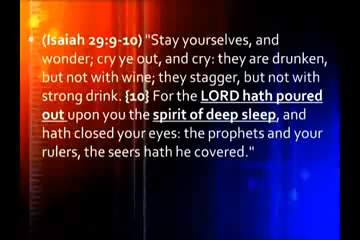 • (Isaiah 29:9-10) "Stay yourselves, and
wonder; cry ye out, and cry: they are drunken,
but not with wine; they stagger, but not with
strong drink. {10} For the LORD hath poured
out upon you the spirit of deep sleep, and
hath closed your eyes: the prophets and your
rulers, the seers hath he covered."